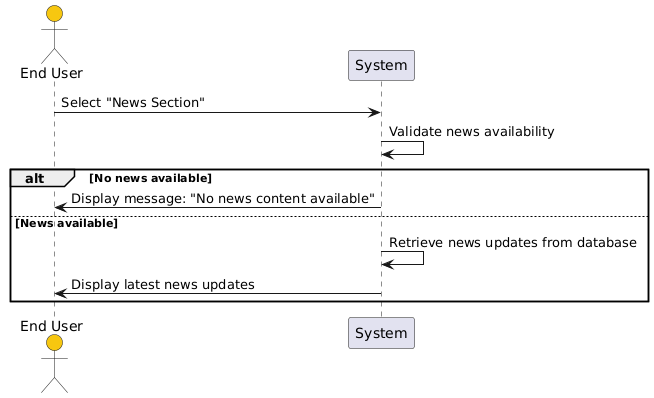 End User
System
Select "News Section"
Validate news availability
alt [No news available]
Display message: "No news content available"
[News available]
Retrieve news updates from database
Display latest news updates
End User
System